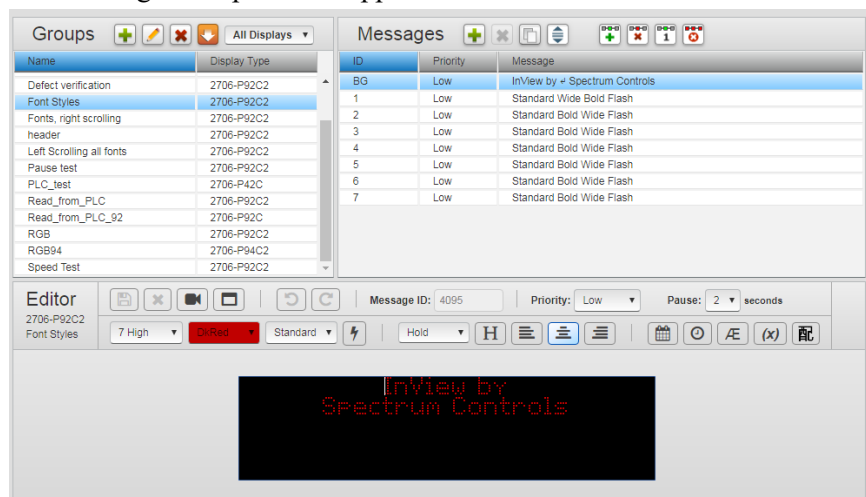 Groups All Displays
Name Display Type
Defect verification 2706-P92C2
Font Styles 2706-P92C2
Fonts, right scrolling 2706-P92C2
header 2706-P92C2
Left Scrolling all fonts 2706-P92C2
Pause test 2706-P92C2
PLC_test 2706-P42C
Read_from_PLC 2706-P92C2
Read_from_PLC_92 2706-P92C
RGB 2706-P92C2
RGB94 2706-P94C2
Speed Test 2706-P92C2
Messages 1
ID Priority Message
BG Low InView by ↵ Spectrum Controls
1 Low Standard Wide Bold Flash
2 Low Standard Bold Wide Flash
3 Low Standard Bold Wide Flash
4 Low Standard Bold Wide Flash
5 Low Standard Bold Wide Flash
6 Low Standard Bold Wide Flash
7 Low Standard Bold Wide Flash
Editor Message ID: 4095 Priority: Low Pause: 2 seconds
2706-P92C2
Font Styles 7 High DkRed Standard Hold H Æ (x) 配
InView by
Spectrum Controls